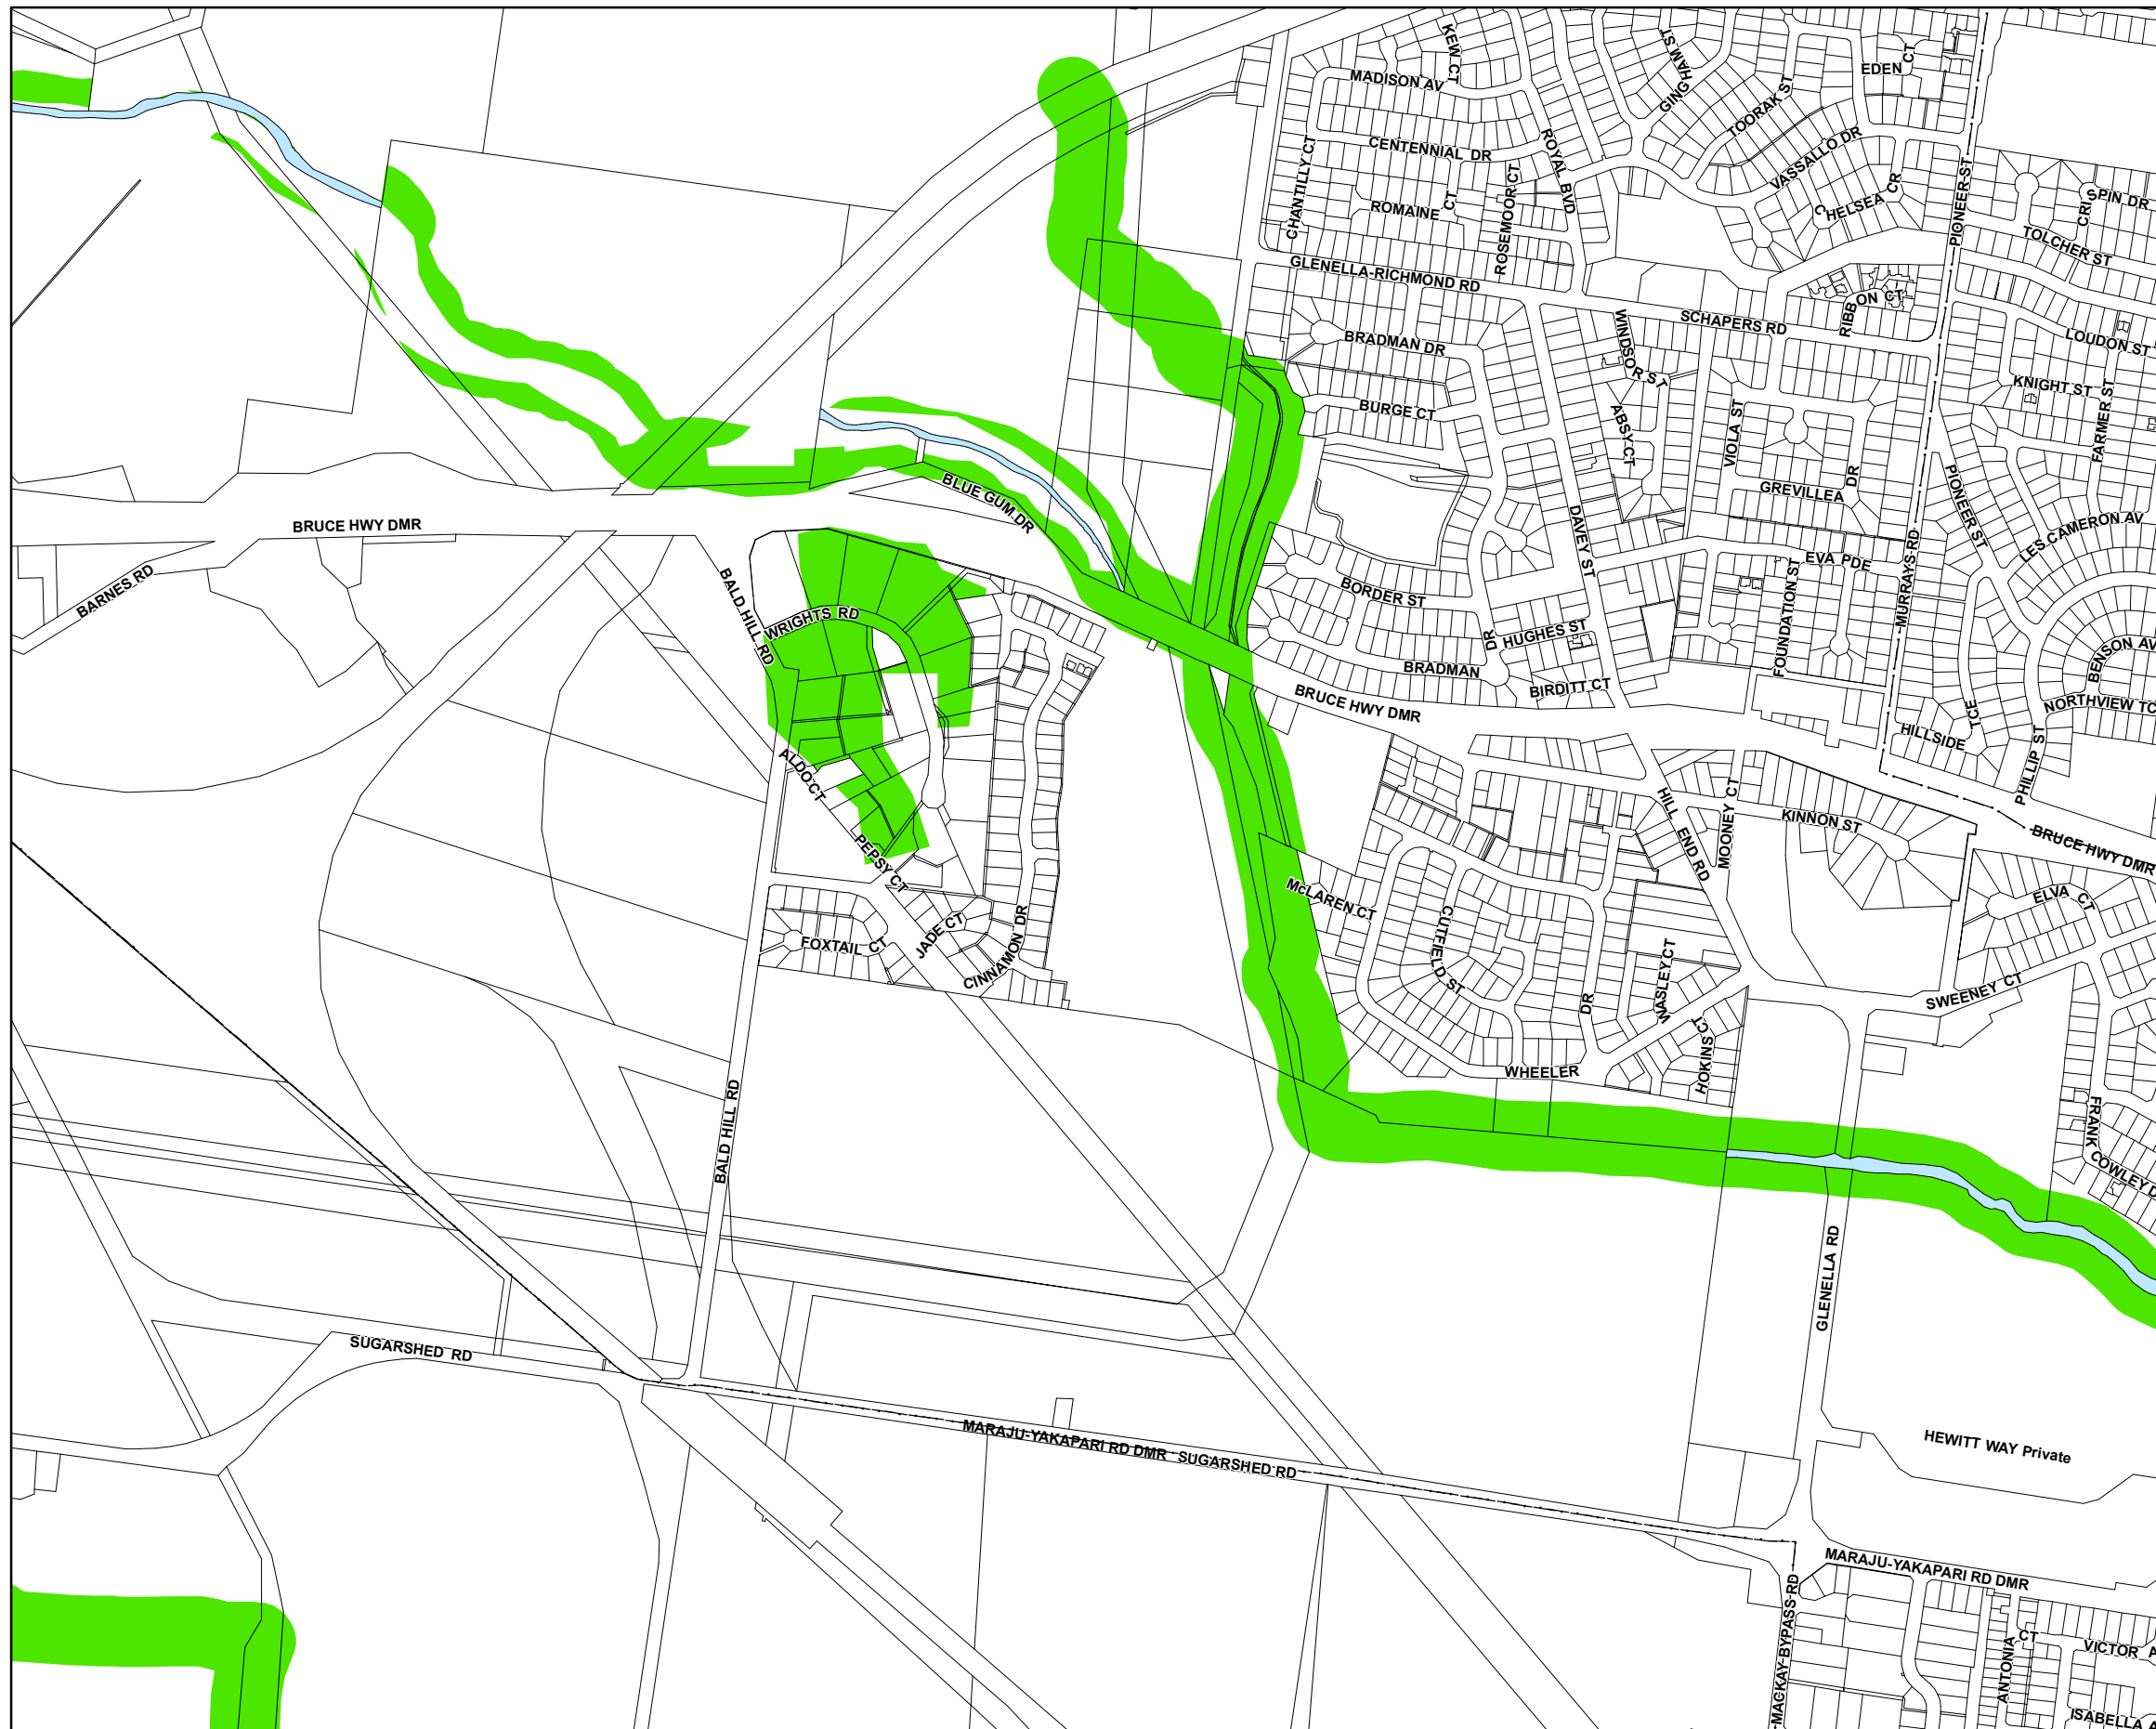 KEW CT
GINGHAM ST
MADISON AV
EDEN CT
TOORAK ST
CENTENNIAL DR
ROYAL BVD
VASSALLO DR
CHANTILLY CT
ROMAINE CT
ROSEMOOR CT
CHELSEA CR
PIONEER ST
SPIN DR
CRI
TOLCHER ST
GLENELLA-RICHMOND RD
RIBBON CT
SCHAPERS RD
WINDSOR ST
LOUDON ST
BRADMAN DR
KNIGHT ST
FARMER ST
BURGE CT
ABSY CT
VIOLA ST
GREVILLEA DR
PIONEER ST
BLUE GUM DR
BRUCE HWY DMR
DAVEY ST
LES CAMERON AV
EVA PDE
BARNES RD
BALD HILL RD
WRIGHTS RD
BORDER ST
FOUNDATION ST
MURRAYS RD
HUGHES ST
BRADMAN DR
BIRDITT CT
BENSON AV
NORTHVIEW TC
BRUCE HWY DMR
HILLSIDE TCE
PHILLIP ST
ALDO CT
HILL END RD
MOONEY CT
KINNON ST
BRUCE HWY DMR
PEPSY CT
McLAREN CT
ELVA CT
CUTFIELD ST
FOXTAIL CT
JADE CT
CINNAMON DR
WASLEY CT
SWEENEY CT
HOKINS CT
WHEELER DR
BALD HILL RD
FRANK COWLEY D
GLENELLA RD
SUGARSHED RD
MARAJU-YAKAPARI RD DMR
SUGARSHED RD
HEWITT WAY Private
MARAJU-YAKAPARI RD DMR
MACKAY-BYPASS-RD
ANTONIA CT
VICTOR A
ISABELLA A